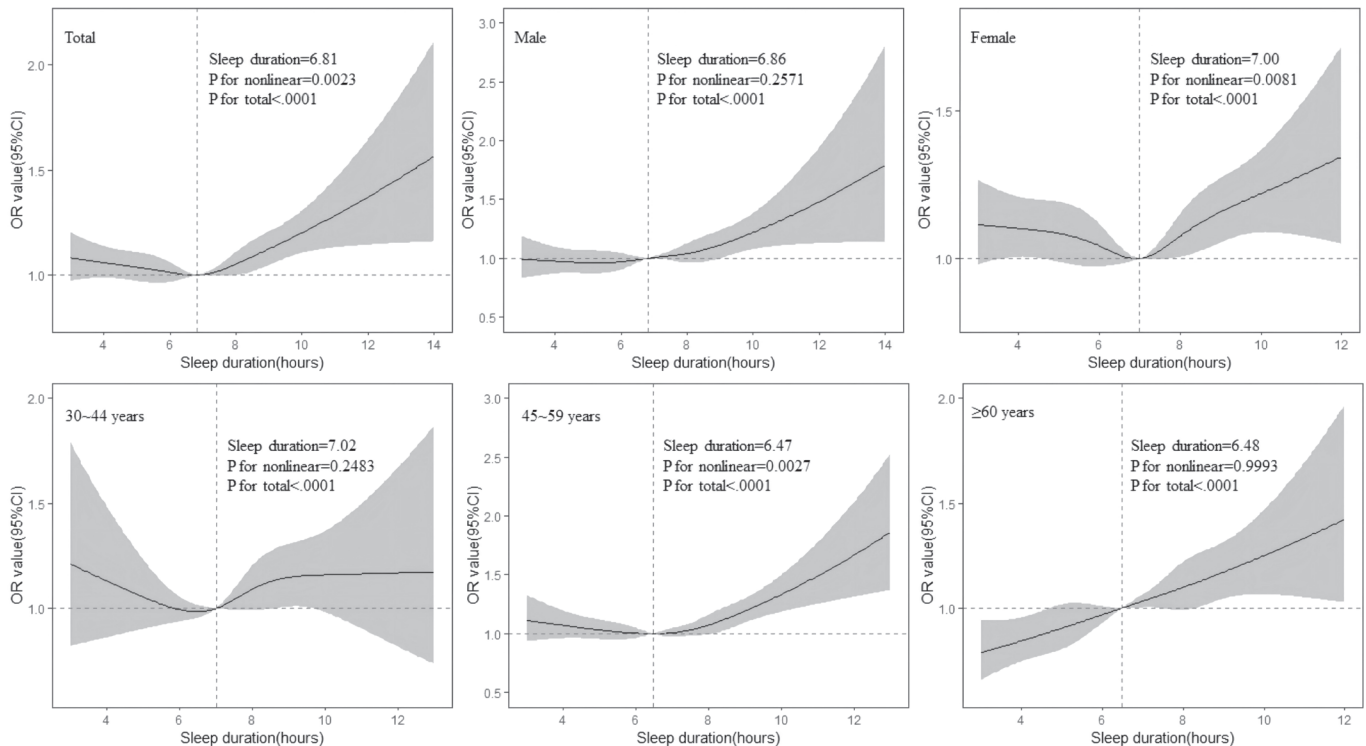 Total
Sleep duration=6.81
P for nonlinear=0.0023
P for total<.0001
OR value(95%CI)
2.0
1.5
1.0
4 6 8 10 12 14
Sleep duration(hours)
Male
Sleep duration=6.86
P for nonlinear=0.2571
P for total<.0001
OR value(95%CI)
3.0
2.5
2.0
1.5
1.0
0.5
4 6 8 10 12 14
Sleep duration(hours)
Female
Sleep duration=7.00
P for nonlinear=0.0081
P for total<.0001
OR value(95%CI)
1.5
1.0
4 6 8 10 12
Sleep duration(hours)
30~44 years
Sleep duration=7.02
P for nonlinear=0.2483
P for total<.0001
OR value(95%CI)
2.0
1.5
1.0
4 6 8 10 12
Sleep duration(hours)
45~59 years
Sleep duration=6.47
P for nonlinear=0.0027
P for total<.0001
OR value(95%CI)
3.0
2.5
2.0
1.5
1.0
0.5
4 6 8 10 12
Sleep duration(hours)
≥60 years
Sleep duration=6.48
P for nonlinear=0.9993
P for total<.0001
OR value(95%CI)
2.0
1.5
1.0
4 6 8 10 12
Sleep duration(hours)